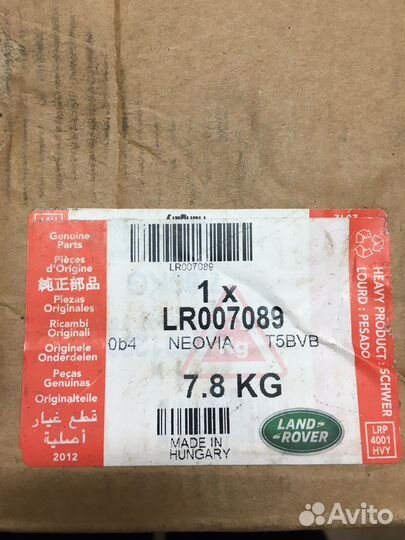 Genuine
Parts
Pièces
d'Origine
純正部品
Piezas
Originales
Ricambi
Originali
Originele
Onderdelen
Peças
Genuinas
Originalteile
قطع غيار
أصلية
2012
LR007089
1 x
LR007089
0b4 NEOVIA T5BVB
Kg
7.8 KG
MADE IN
HUNGARY
LAND-
ROVER
HEAVY PRODUCT : SCHWER
LOURD : PESADO
LRP
4001
HVY
Avito